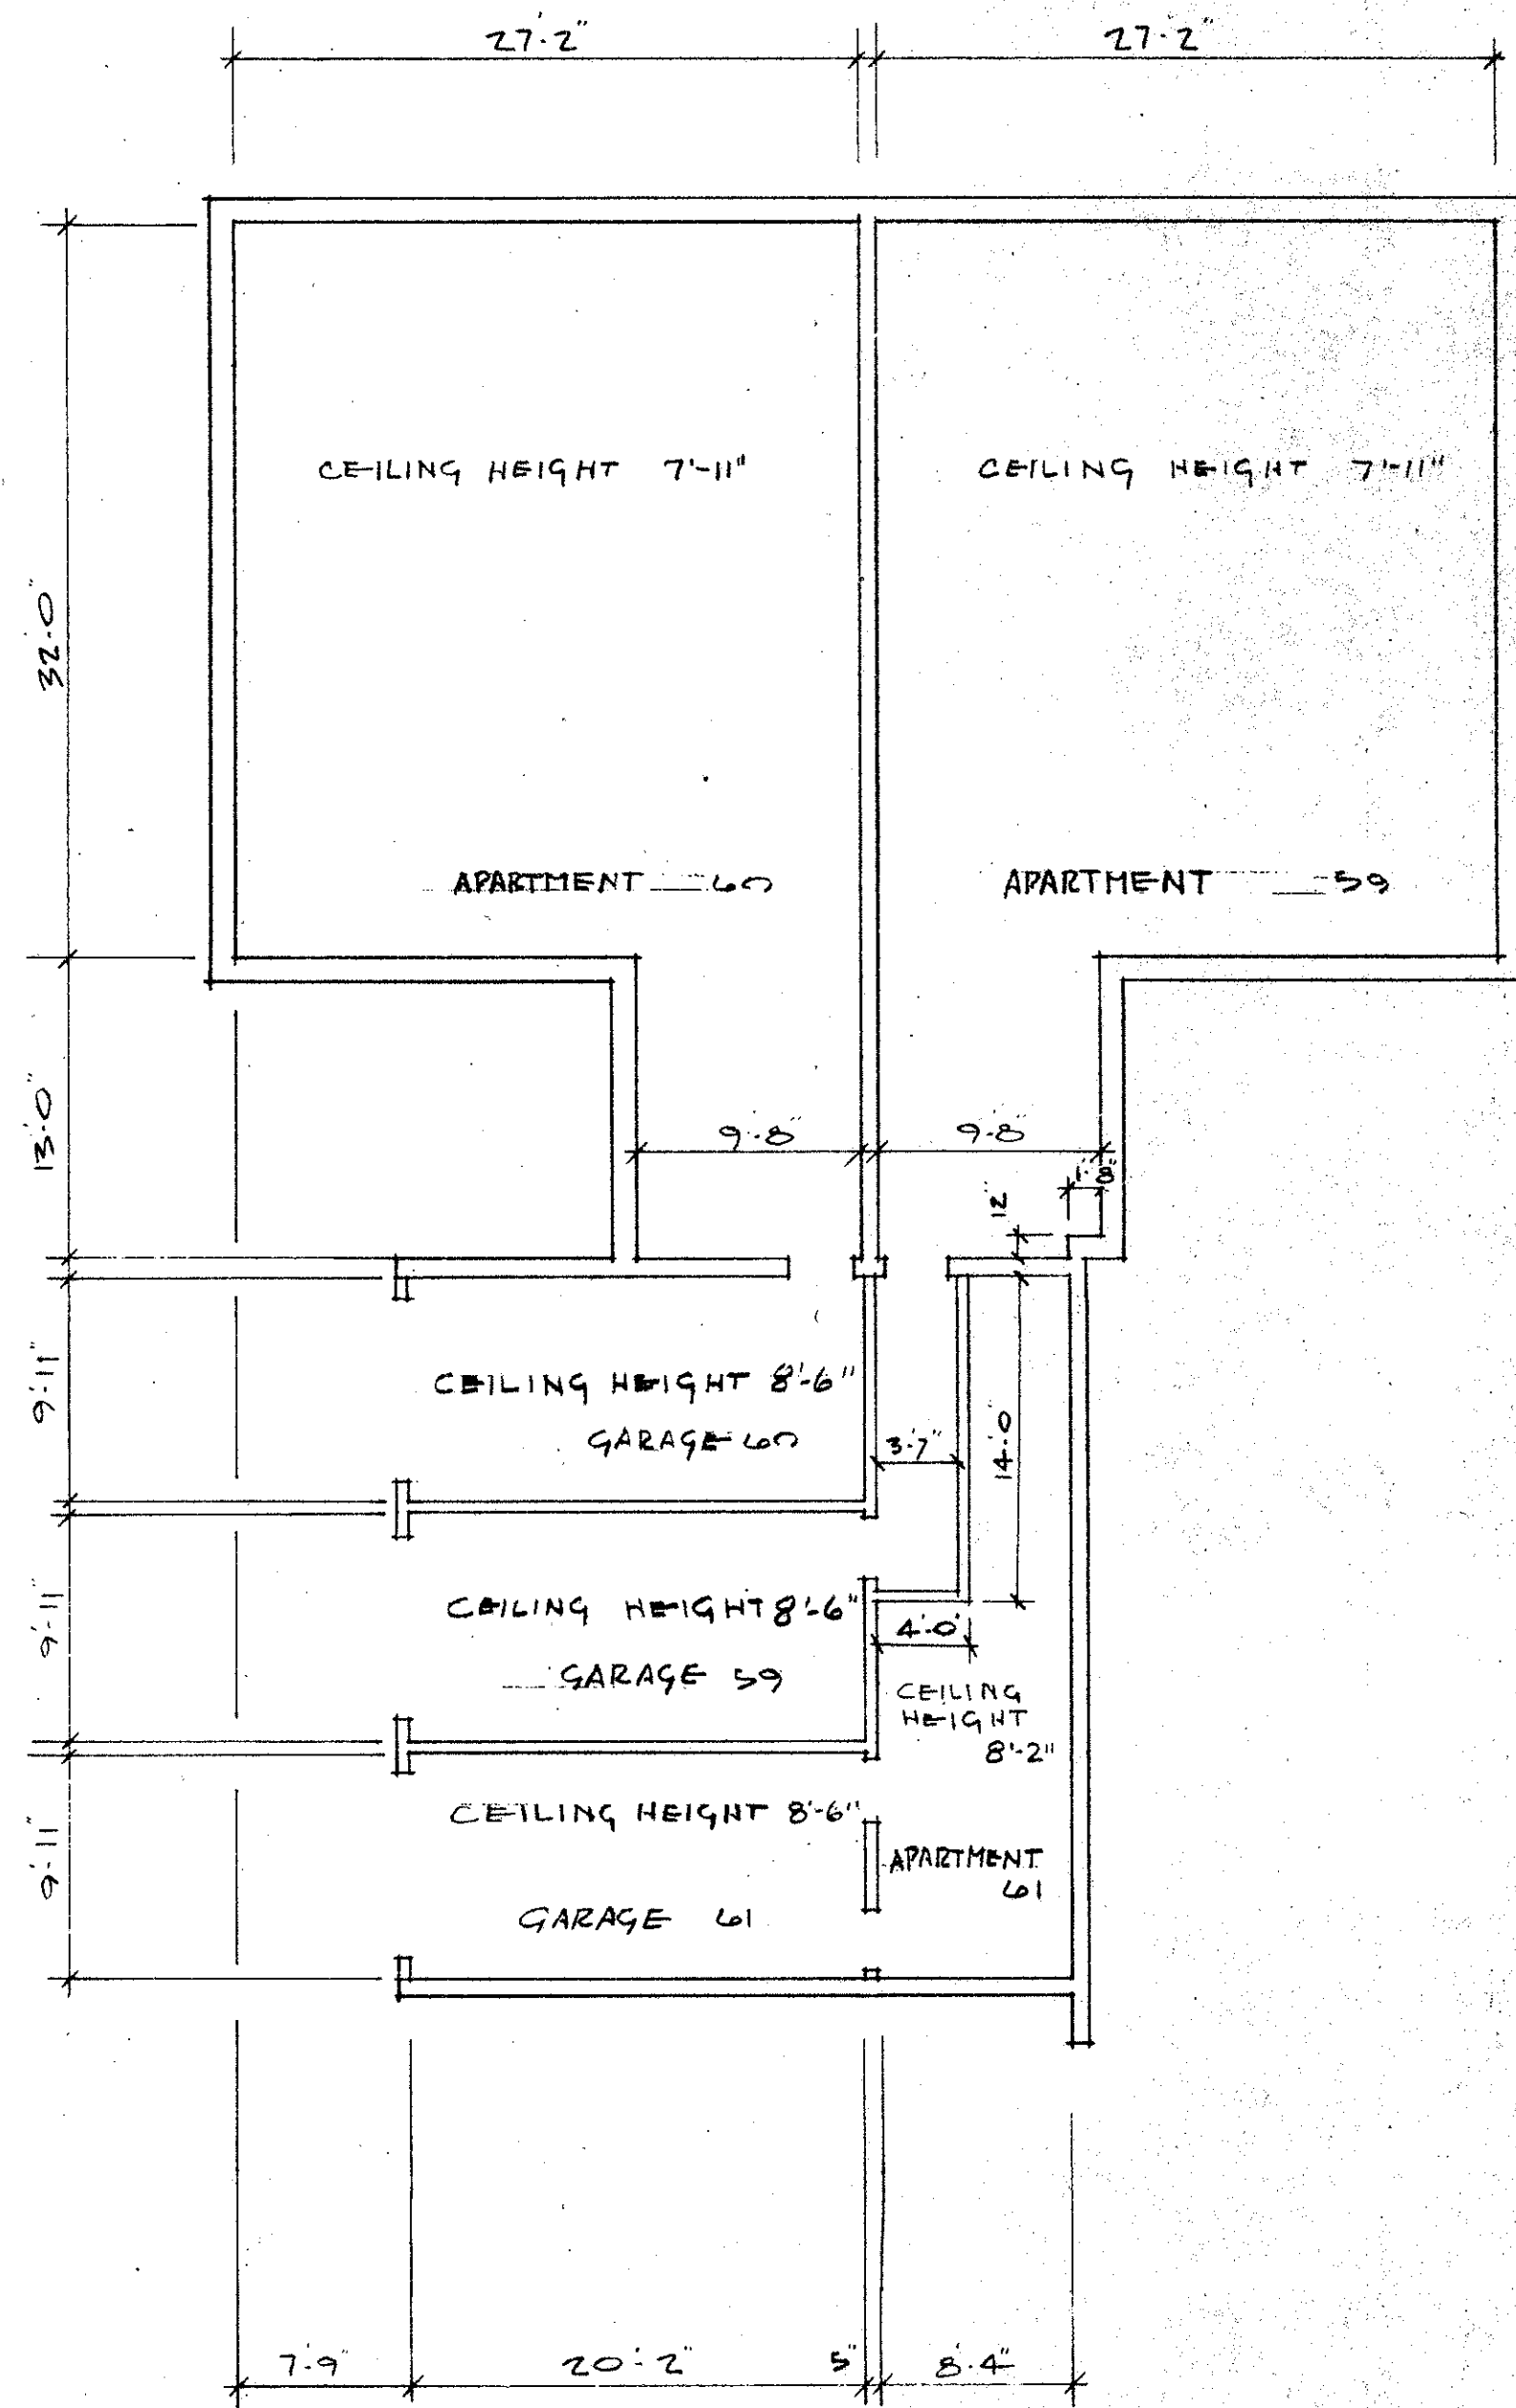 27'-2"
27'-2"
CEILING HEIGHT 7'-11"
CEILING HEIGHT 7'-11"
32'-0"
APARTMENT 60
APARTMENT 59
13'-0"
9'-8"
9'-8"
1'-8"
12"
9'-11"
CEILING HEIGHT 8'-6"
GARAGE 60
3'-7"
14'-0"
9'-11"
CEILING HEIGHT 8'-6"
4'-0"
GARAGE 59
CEILING
HEIGHT
8'-2"
9'-11"
CEILING HEIGHT 8'-6"
APARTMENT
61
GARAGE 61
7'-9"
20'-2"
5"
8'-4"